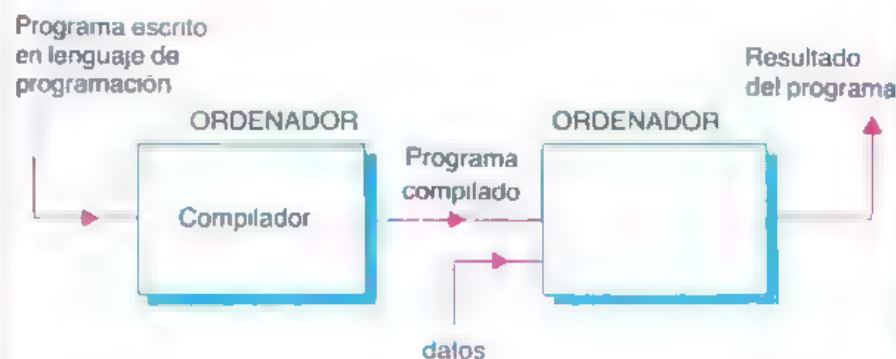 Programa escrito
en lenguaje de
programación
Resultado
del programa
ORDENADOR
ORDENADOR
Programa
compilado
Compilador
datos